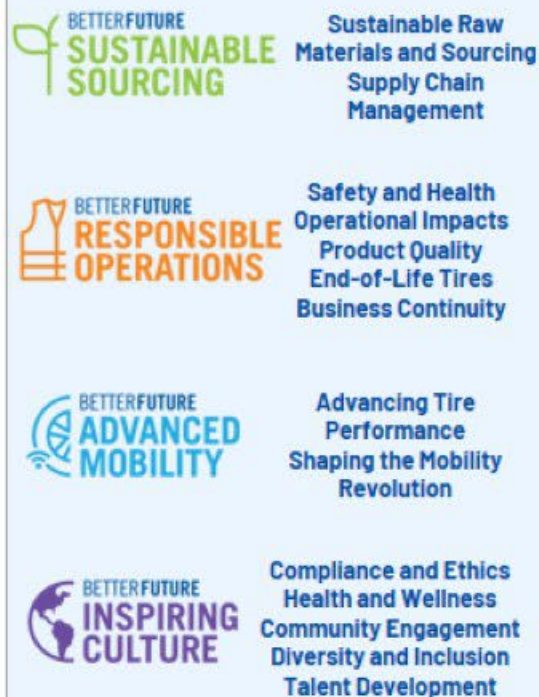 BETTERFUTURE
SUSTAINABLE
SOURCING
Sustainable Raw
Materials and Sourcing
Supply Chain
Management
BETTERFUTURE
RESPONSIBLE
OPERATIONS
Safety and Health
Operational Impacts
Product Quality
End-of-Life Tires
Business Continuity
BETTERFUTURE
ADVANCED
MOBILITY
Advancing Tire
Performance
Shaping the Mobility
Revolution
BETTERFUTURE
INSPIRING
CULTURE
Compliance and Ethics
Health and Wellness
Community Engagement
Diversity and Inclusion
Talent Development